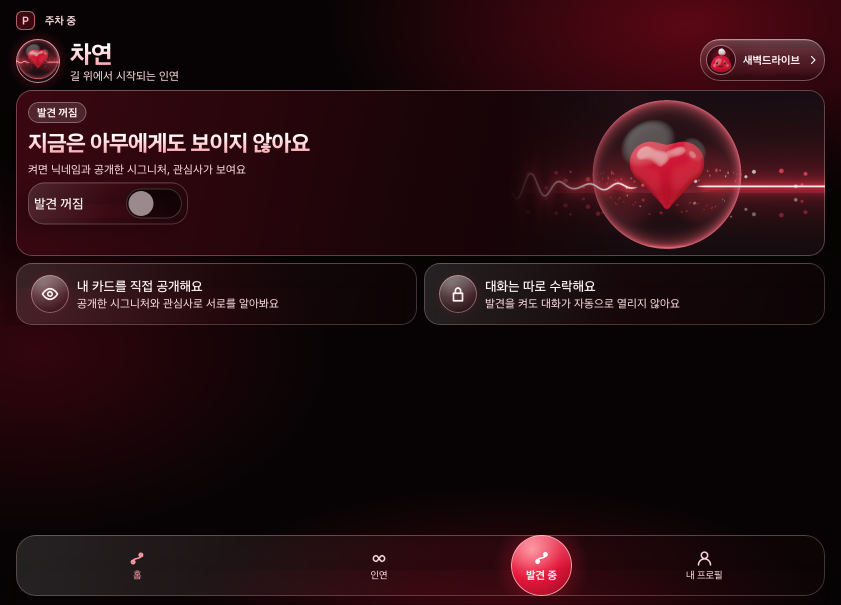 P 주차 중
차연
길 위에서 시작되는 인연
새벽드라이브
발견 꺼짐
지금은 아무에게도 보이지 않아요
켜면 닉네임과 공개한 시그니처, 관심사가 보여요
발견 꺼짐
내 카드를 직접 공개해요
공개한 시그니처와 관심사로 서로를 알아봐요
대화는 따로 수락해요
발견을 켜도 대화가 자동으로 열리지 않아요
홈
인연
발견 중
내 프로필